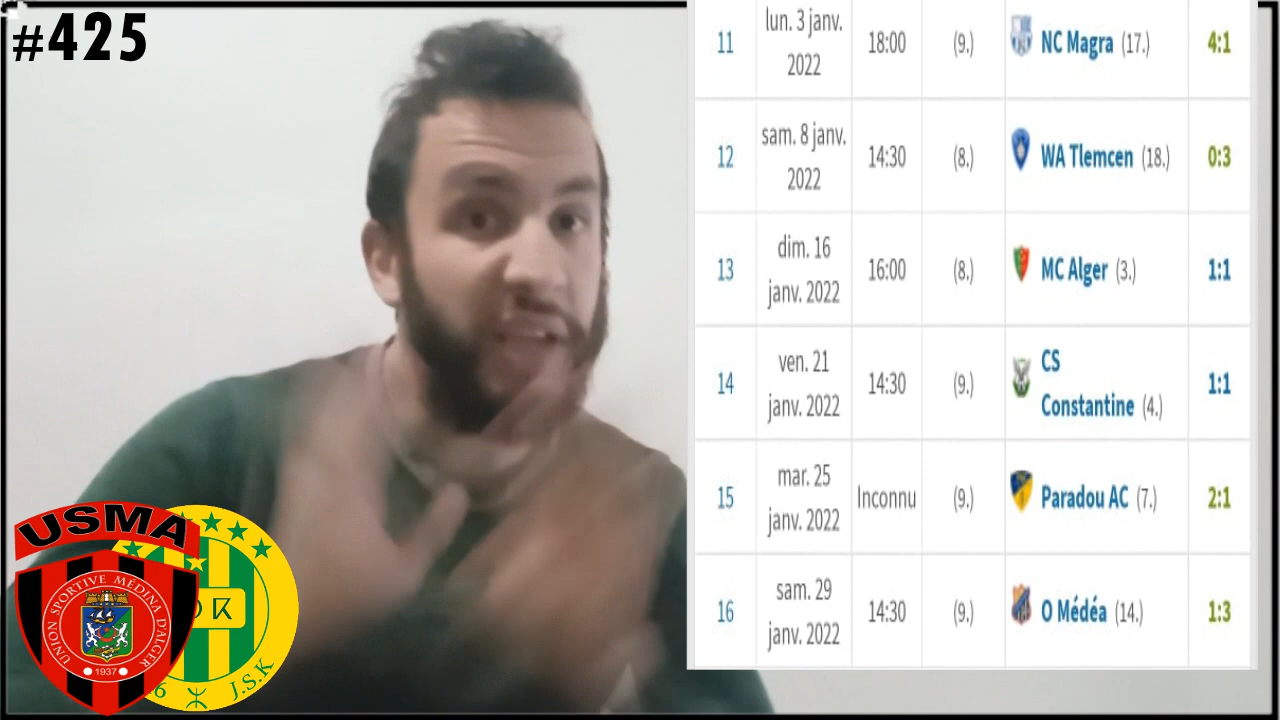 #425
11
lun. 3 janv.
2022
18:00
(9.)
NC Magra (17.)
4:1
12
sam. 8 janv.
2022
14:30
(8.)
WA Tlemcen (18.)
0:3
13
dim. 16
janv. 2022
16:00
(8.)
MC Alger (3.)
1:1
14
ven. 21
janv. 2022
14:30
(9.)
CS
Constantine (4.)
1:1
15
mar. 25
janv. 2022
Inconnu
(9.)
Paradou AC (7.)
2:1
16
sam. 29
janv. 2022
14:30
(9.)
O Médéa (14.)
1:3
USMA
UNION SPORTIVE MÉDINA D'ALGER
1937
6 ⵣ J.S.K